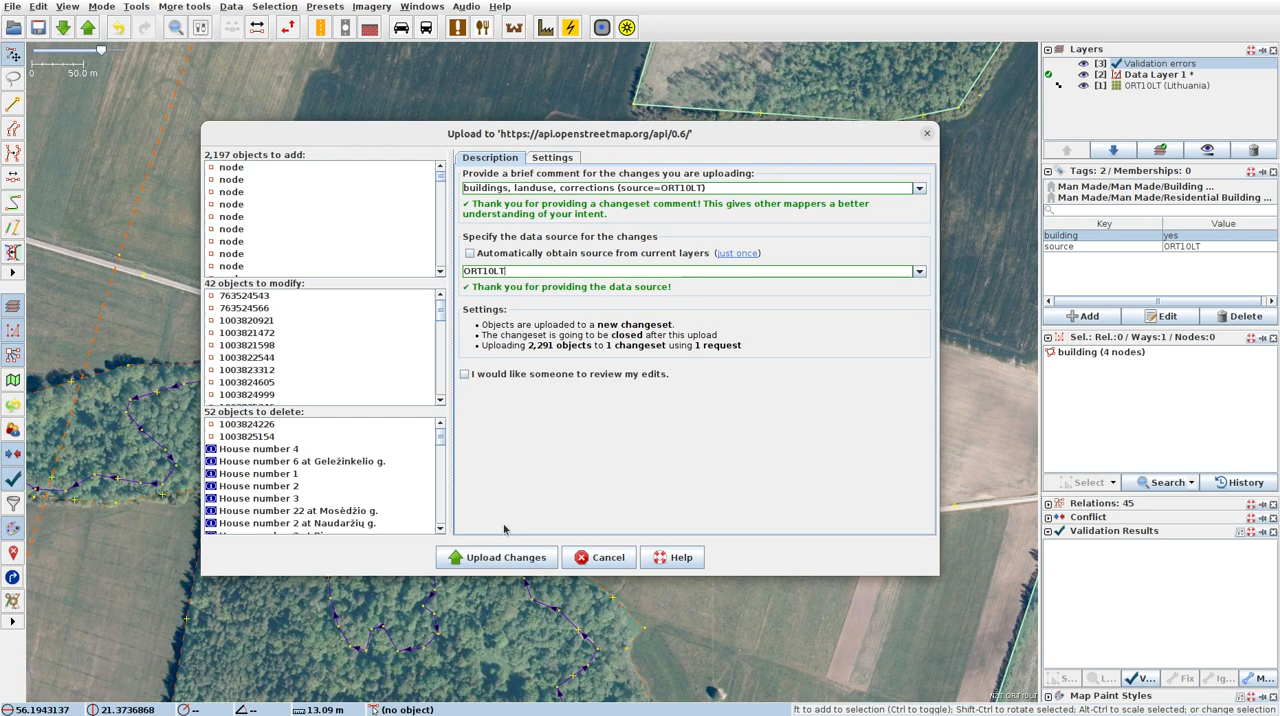 File Edit View Mode Tools More tools Data Selection Presets Imagery Windows Audio Help
0 50.0 m
Upload to 'https://api.openstreetmap.org/api/0.6/'
2,197 objects to add:
node
node
node
node
node
node
node
node
node
42 objects to modify:
763524543
763524566
1003820921
1003821472
1003821598
1003822544
1003823312
1003824605
1003824999
52 objects to delete:
1003824226
1003825154
House number 4
House number 6 at Geležinkelio g.
House number 1
House number 2
House number 3
House number 22 at Mosėdžio g.
House number 2 at Naudaržių g.
Description Settings
Provide a brief comment for the changes you are uploading:
buildings, landuse, corrections (source=ORT10LT)
✔ Thank you for providing a changeset comment! This gives other mappers a better
understanding of your intent.
Specify the data source for the changes
Automatically obtain source from current layers (just once)
ORT10LT
✔ Thank you for providing the data source!
Settings:
• Objects are uploaded to a new changeset.
• The changeset is going to be closed after this upload
• Uploading 2,291 objects to 1 changeset using 1 request
I would like someone to review my edits.
Upload Changes Cancel Help
Layers
[3] Validation errors
[2] Data Layer 1 *
[1] ORT10LT (Lithuania)
Tags: 2 / Memberships: 0
Man Made/Man Made/Building ...
Man Made/Man Made/Residential Building ...
Key Value
building yes
source ORT10LT
Add Edit Delete
Sel.: Rel.:0 / Ways:1 / Nodes:0
building (4 nodes)
Select Search History
Relations: 45
Conflict
Validation Results
S... L... V... Fix Ig... M...
Map Paint Styles
56.1943137 21.3736868 -- -- 13.09 m (no object)
ft to add to selection (Ctrl to toggle); Shift-Ctrl to rotate selected; Alt-Ctrl to scale selected; or change selection